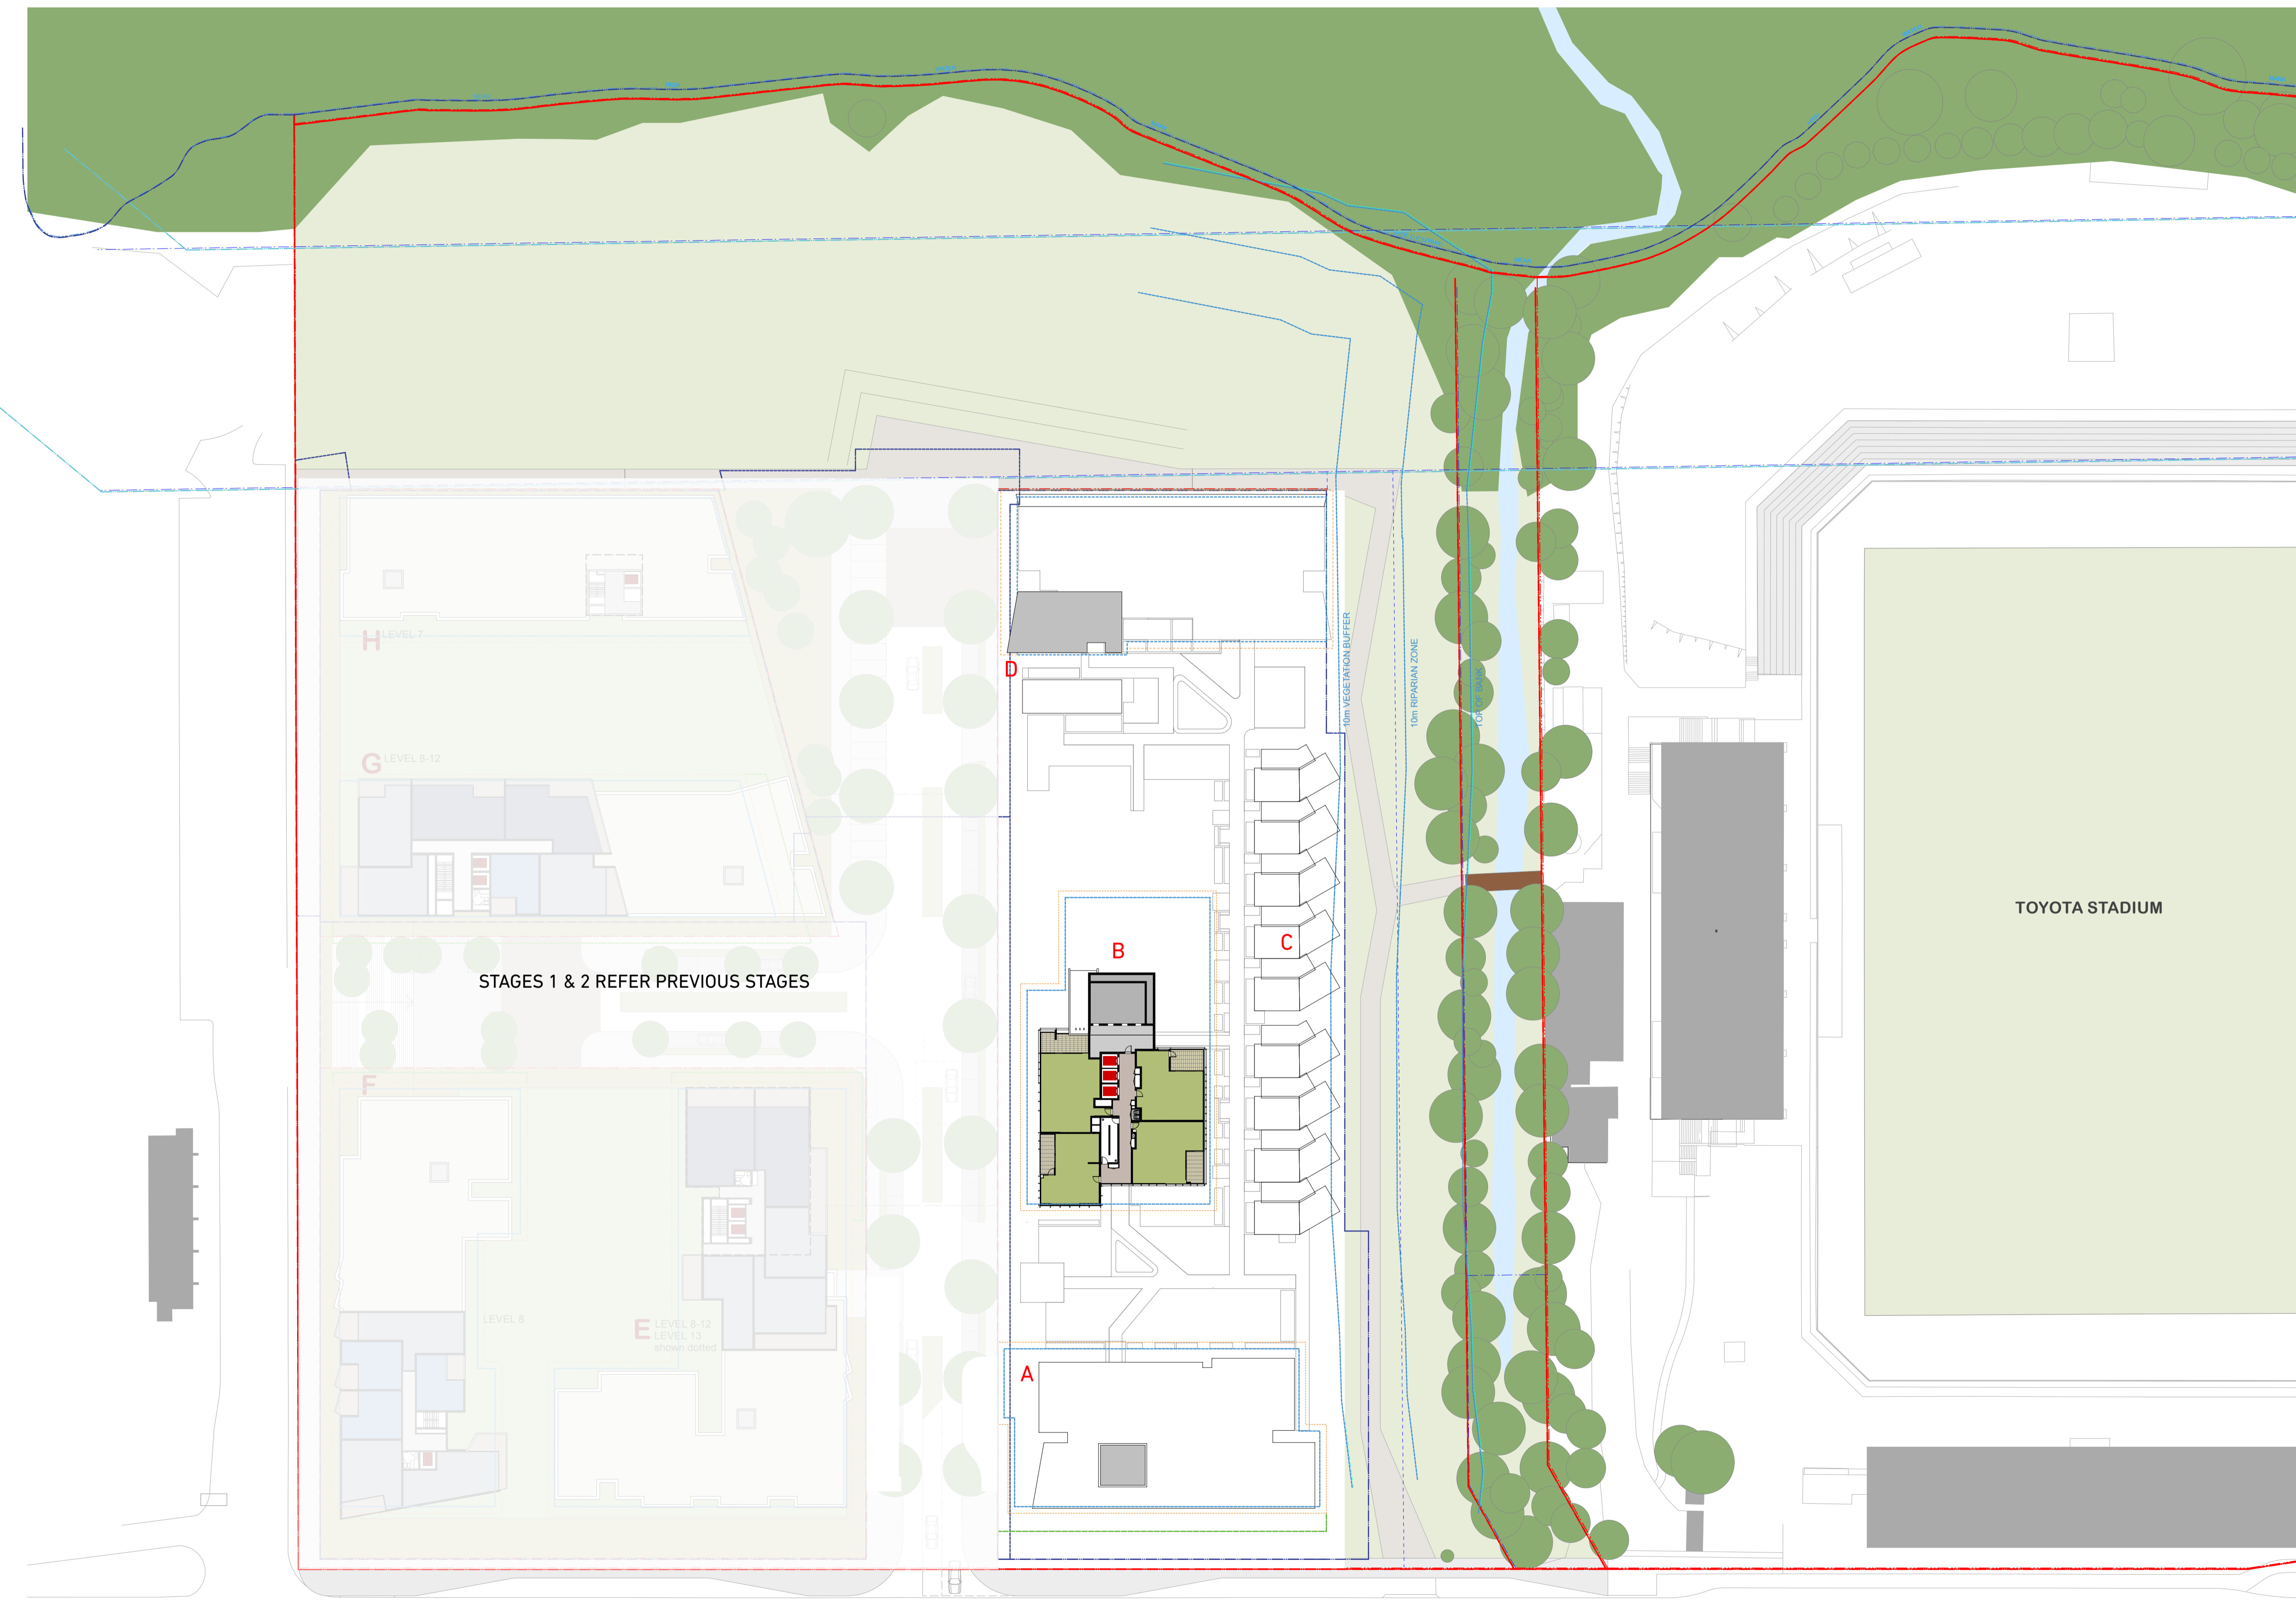 H LEVEL 7
G LEVEL 8-12
STAGES 1 & 2 REFER PREVIOUS STAGES
F
LEVEL 8
E LEVEL 8-12
LEVEL 13
shown dotted
D
B
C
A
10m VEGETATION BUFFER
10m RIPARIAN ZONE
TOP OF BANK
TOYOTA STADIUM